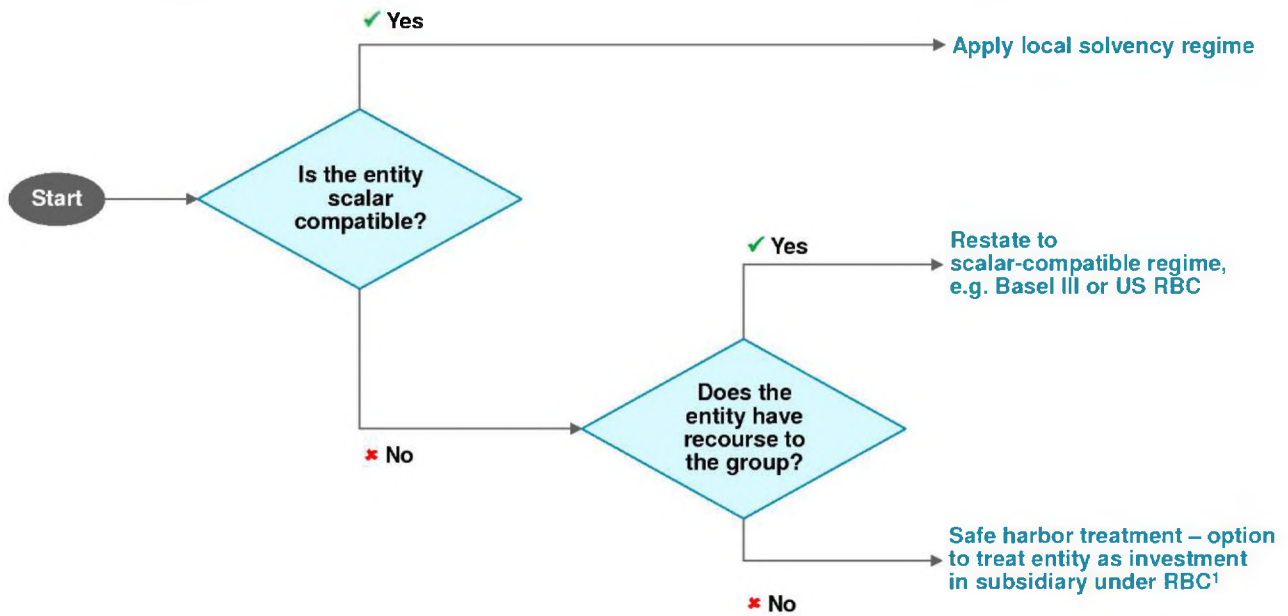 ✓ Yes
Apply local solvency regime
Is the entity
scalar
compatible?
Start
✓ Yes
Restate to
scalar-compatible regime,
e.g. Basel III or US RBC
Does the
entity have
recourse to
the group?
✖ No
Safe harbor treatment – option
to treat entity as investment
in subsidiary under RBC¹
✖ No